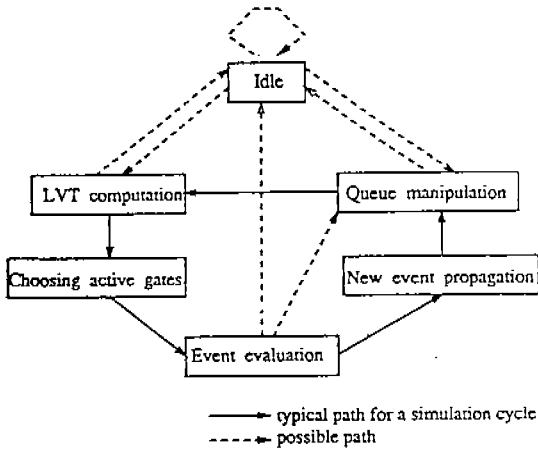 Idle
LVT computation
Queue manipulation
Choosing active gates
New event propagation
Event evaluation
typical path for a simulation cycle
possible path